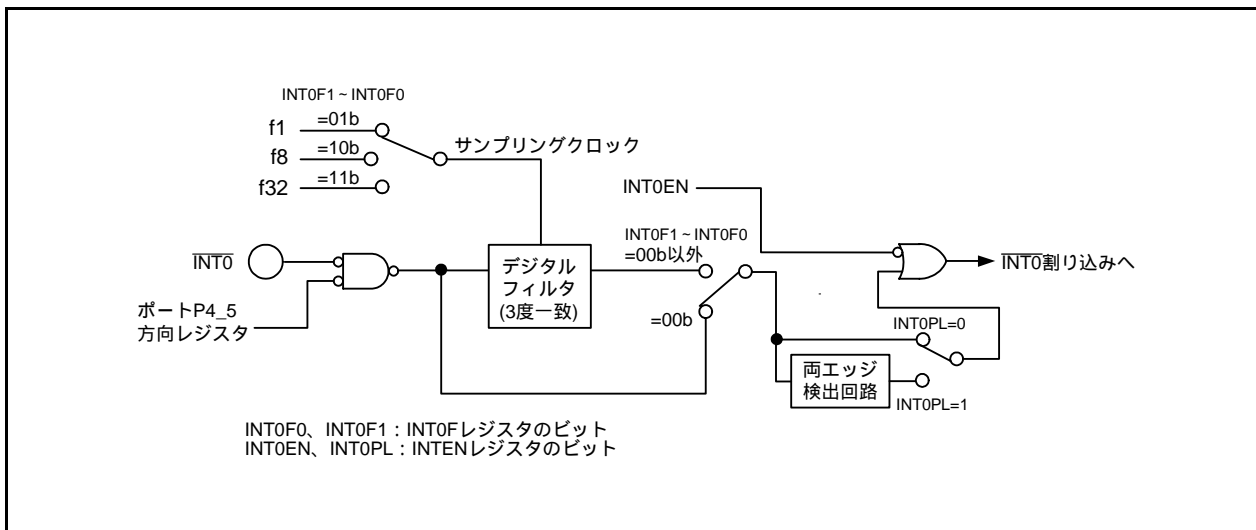 INT0F1 ~ INT0F0
f1
=01b
f8
=10b
f32
=11b
サンプリングクロック
INT0EN
INT0
ポートP4_5
方向レジスタ
デジタル
フィルタ
(3度一致)
INT0F1 ~ INT0F0
=00b以外
=00b
INT0割り込みへ
INT0PL=0
両エッジ
検出回路
INT0PL=1
INT0F0、INT0F1：INT0Fレジスタのビット
INT0EN、INT0PL：INTENレジスタのビット